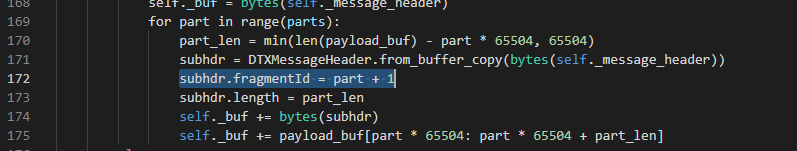 168 self._buf = bytes(self._message_header)
169 for part in range(parts):
170 part_len = min(len(payload_buf) - part * 65504, 65504)
171 subhdr = DTXMessageHeader.from_buffer_copy(bytes(self._message_header))
172 subhdr.fragmentId = part + 1
173 subhdr.length = part_len
174 self._buf += bytes(subhdr)
175 self._buf += payload_buf[part * 65504: part * 65504 + part_len]